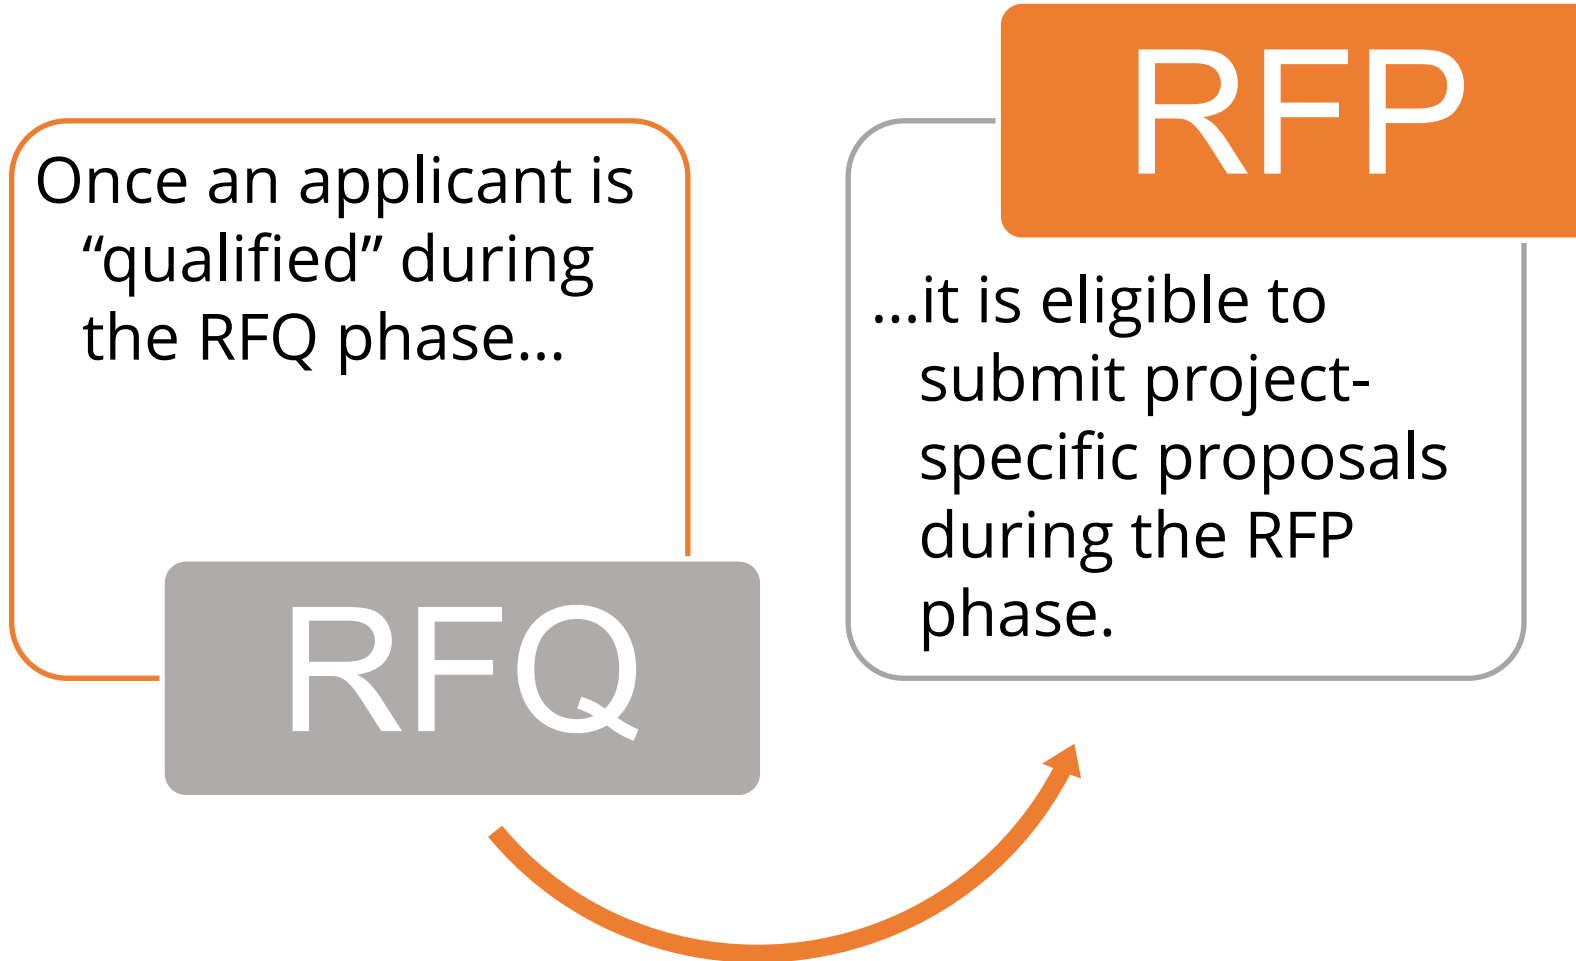 Once an applicant is
“qualified” during
the RFQ phase…
RFQ
RFP
…it is eligible to
submit project-
specific proposals
during the RFP
phase.